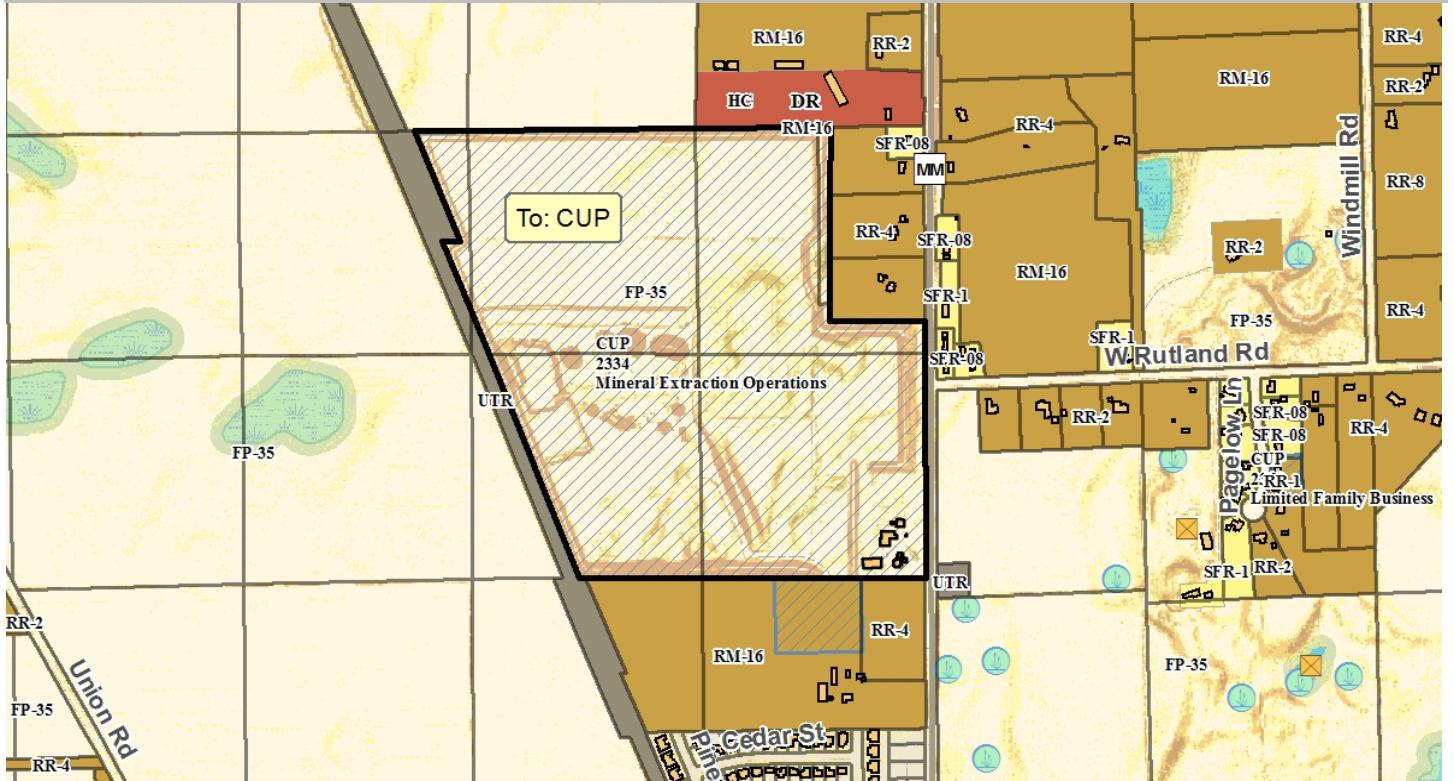 RM-16
RR-2
RR-4
RM-16
RR-2
HC
DR
RM-16
RR-4
SFR-08
MM
Windmill Rd
RR-8
To: CUP
RR-4
SFR-08
RM-16
RR-2
FP-35
SFR-1
FP-35
RR-4
CUP
2334
Mineral Extraction Operations
SFR-08
SFR-1
W Rutland Rd
UTR
RR-2
Pagelow Ln
SFR-08
SFR-08
RR-4
CUP
RR-1
Limited Family Business
FP-35
SFR-1
RR-2
UTR
RR-2
RR-4
RM-16
FP-35
Union Rd
FP-35
Cedar St
Pine
RR-4